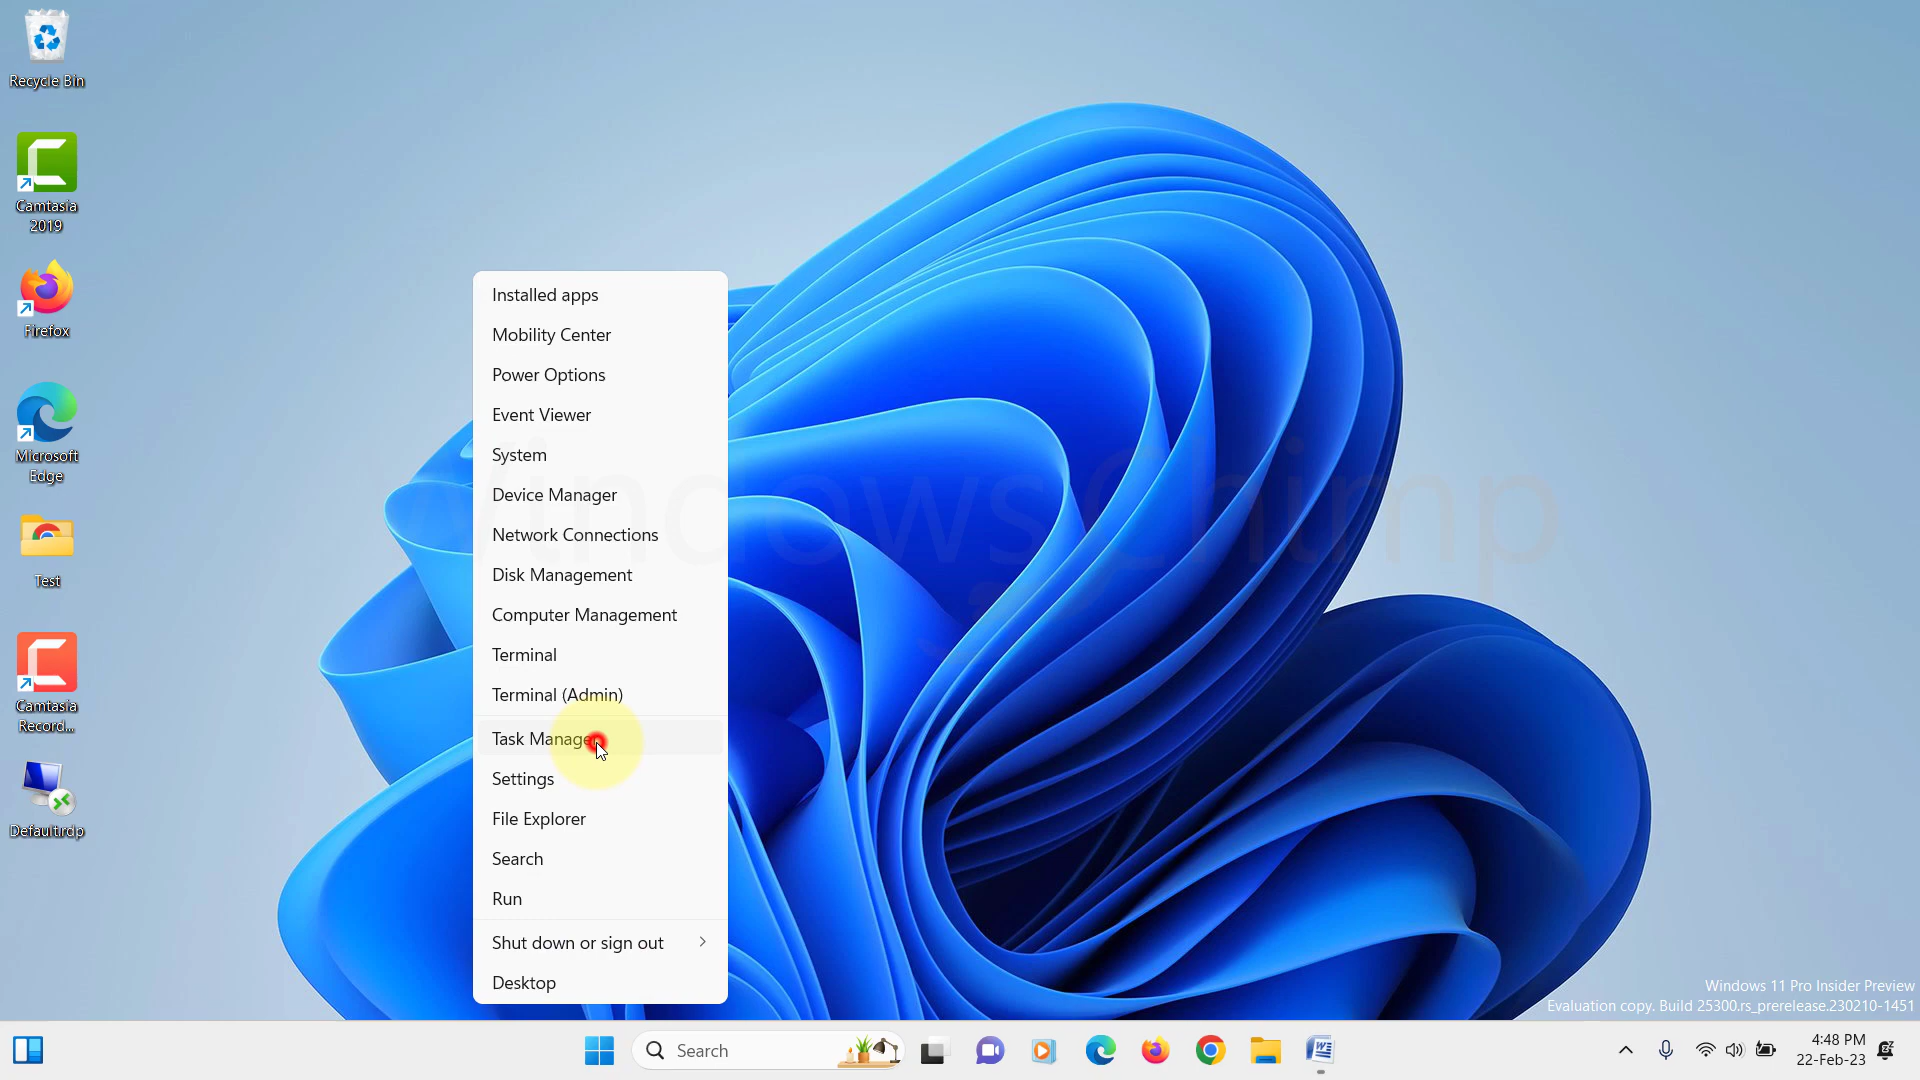 Recycle Bin
Camtasia
2019
Firefox
Microsoft
Edge
Test
Camtasia
Record...
Default.rdp
Installed apps
Mobility Center
Power Options
Event Viewer
System
Device Manager
Network Connections
Disk Management
Computer Management
Terminal
Terminal (Admin)
Task Manager
Settings
File Explorer
Search
Run
Shut down or sign out
Desktop
WindowsChimp
Windows 11 Pro Insider Preview
Evaluation copy. Build 25300.rs_prerelease.230210-1451
Search
4:48 PM
22-Feb-23